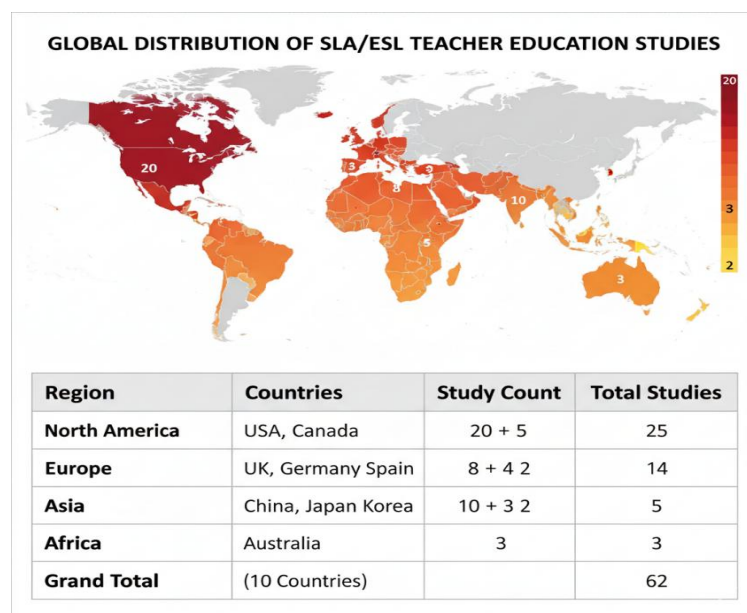 GLOBAL DISTRIBUTION OF SLA/ESL TEACHER EDUCATION STUDIES
20
20
3
8
9
10
5
3
3
2
Region Countries Study Count Total Studies
North America USA, Canada 20 + 5 25
Europe UK, Germany Spain 8 + 4 2 14
Asia China, Japan Korea 10 + 3 2 5
Africa Australia 3 3
Grand Total (10 Countries) 62